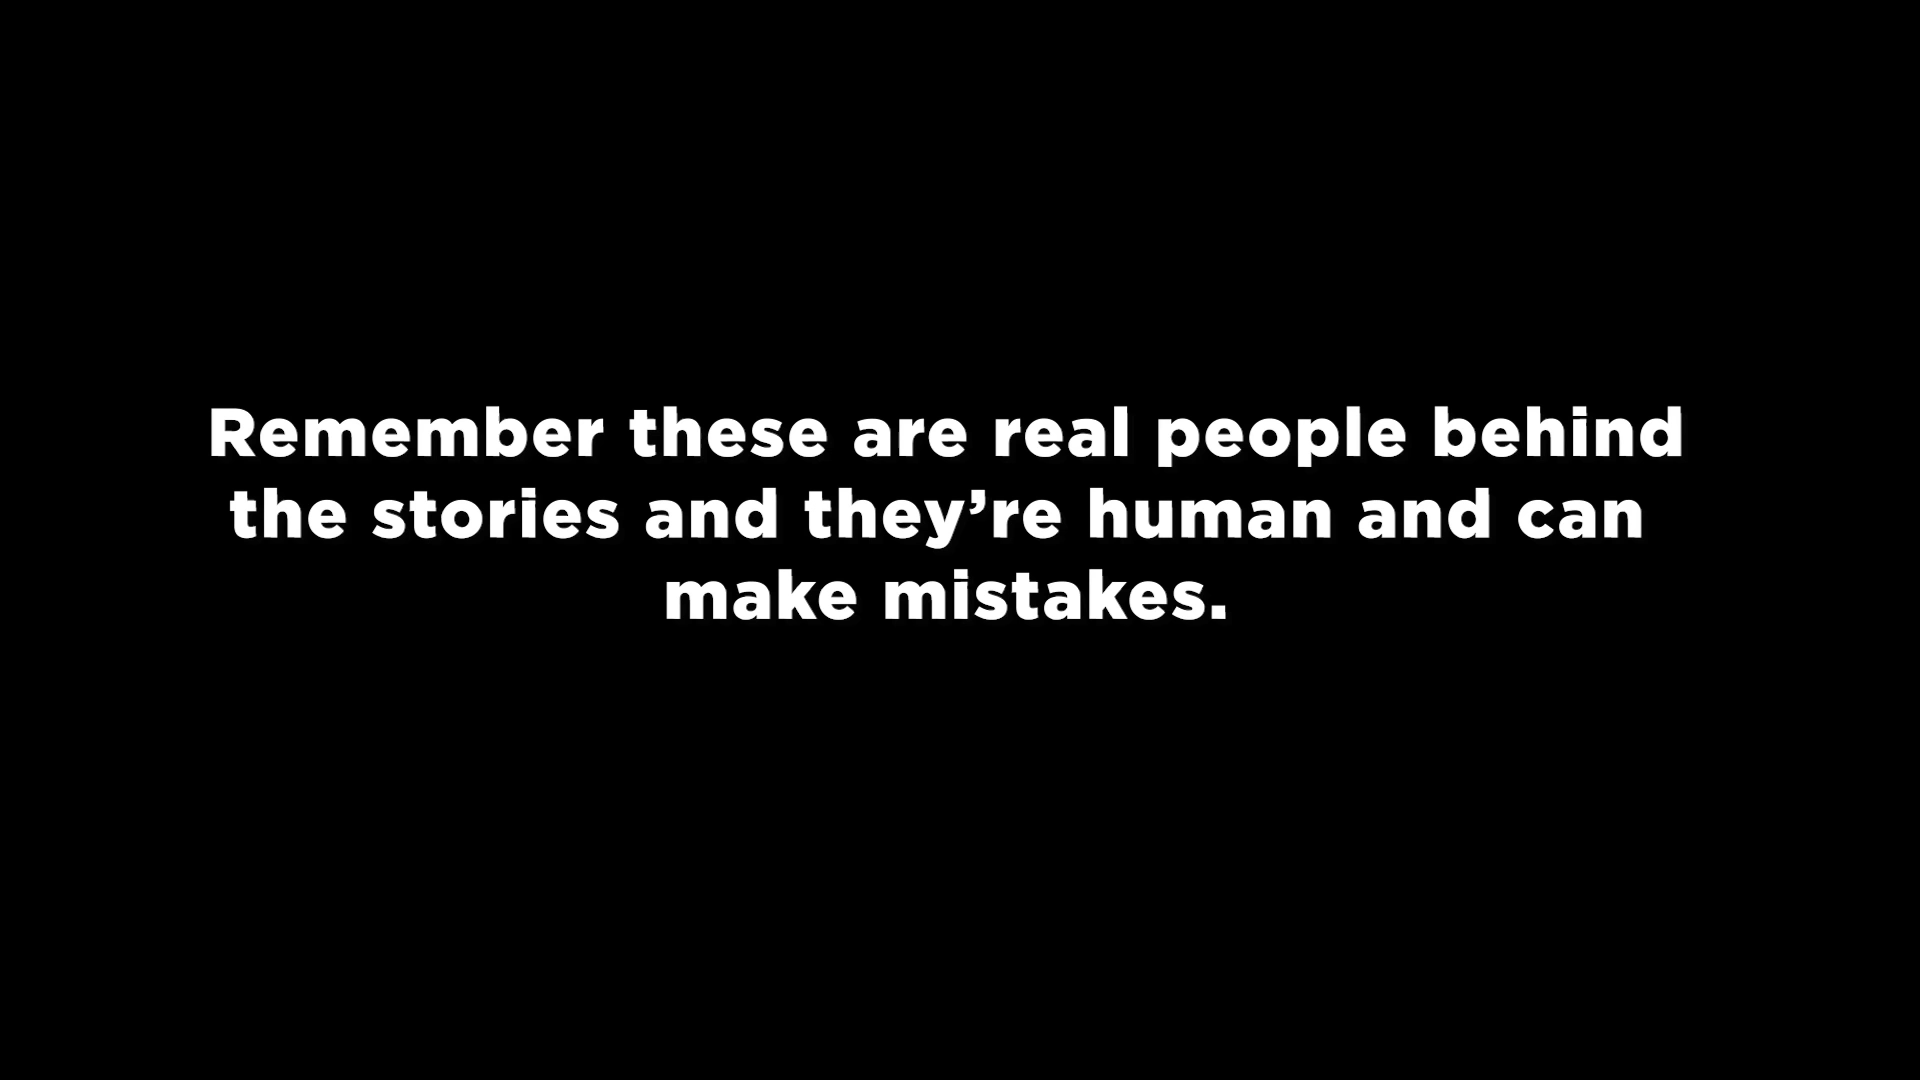 Remember these are real people behind
the stories and they’re human and can
make mistakes.